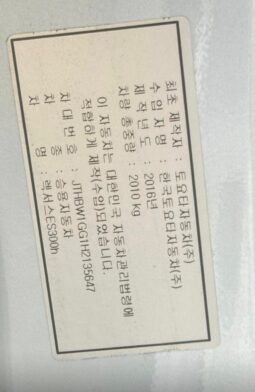 최초 제작자 : 토요타자동차(주)
수입자명 : 한국토요타자동차(주)
제작년도 : 2016년
차량 총중량 : 2010 kg
이 자동차는 대한민국 자동차관리법령에
적합하게 제작(수입)되었습니다.
차대번호 : JTHBW1GG1H2135647
차 종 : 승용자동차
차 명 : 렉서스ES300h